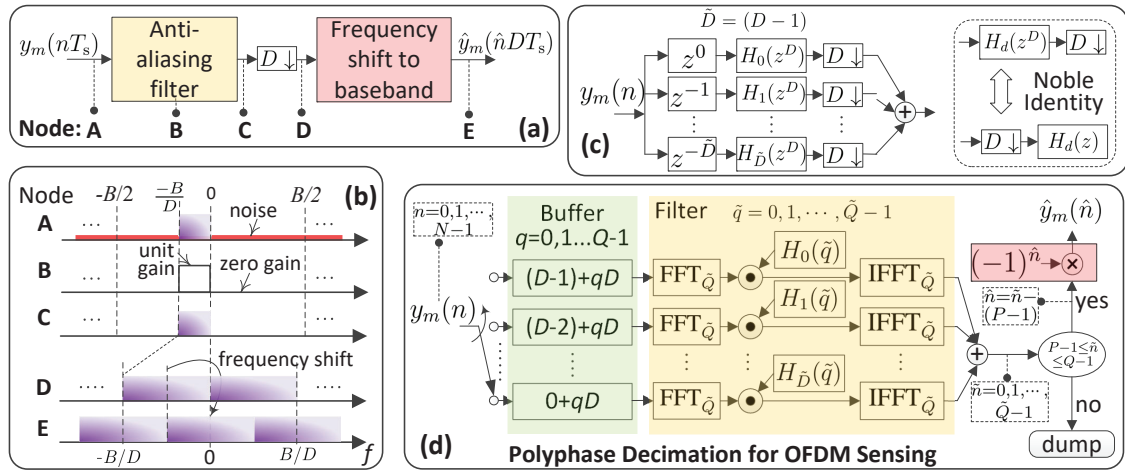 y_m(nT_s)
Anti-aliasing filter
D ↓
Frequency shift to baseband
ŷ_m(n̂DT_s)
Node: A B C D E
(a)
D̃ = (D − 1)
y_m(n)
z^0 H_0(z^D) D ↓
z^{-1} H_1(z^D) D ↓
⋮ ⋮ ⋮
z^{-D̃} H_{D̃}(z^D) D ↓
+
(c)
H_d(z^D) D ↓
Noble Identity
D ↓ H_d(z)
Node -B/2 −B/D 0 B/2 (b)
A ··· noise ···
unit gain
B ··· zero gain ···
C ··· ···
frequency shift
D ···· ····
E
-B/D 0 B/D f
n=0,1,···, N−1
y_m(n)
Buffer
q=0,1...Q-1
(D-1)+qD
(D-2)+qD
⋮
0+qD
Filter q̃ = 0, 1, ··· , Q̃ − 1
H_0(q̃)
FFT_Q̃ IFFT_Q̃
H_1(q̃)
FFT_Q̃ IFFT_Q̃
⋮ ⋮ ⋮
H_{D̃}(q̃)
FFT_Q̃ IFFT_Q̃
+
ñ=0,1,···, Q̃−1
ŷ_m(n̂)
(−1)^{n̂} ×
n̂=ñ−(P−1)
yes
P−1≤ñ≤Q−1
no
dump
(d)
Polyphase Decimation for OFDM Sensing